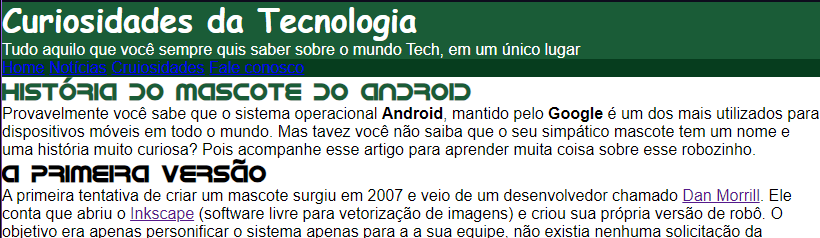 Curiosidades da Tecnologia
Tudo aquilo que você sempre quis saber sobre o mundo Tech, em um único lugar
Home Notícias Cruiosidades Fale conosco
História do Mascote do Android
Provavelmente você sabe que o sistema operacional Android, mantido pelo Google é um dos mais utilizados para
dispositivos móveis em todo o mundo. Mas tavez você não saiba que o seu simpático mascote tem um nome e
uma história muito curiosa? Pois acompanhe esse artigo para aprender muita coisa sobre esse robozinho.
A Primeira Versão
A primeira tentativa de criar um mascote surgiu em 2007 e veio de um desenvolvedor chamado Dan Morrill. Ele
conta que abriu o Inkscape (software livre para vetorização de imagens) e criou sua própria versão de robô. O
objetivo era apenas personificar o sistema apenas para a a sua equipe, não existia nenhuma solicitação da